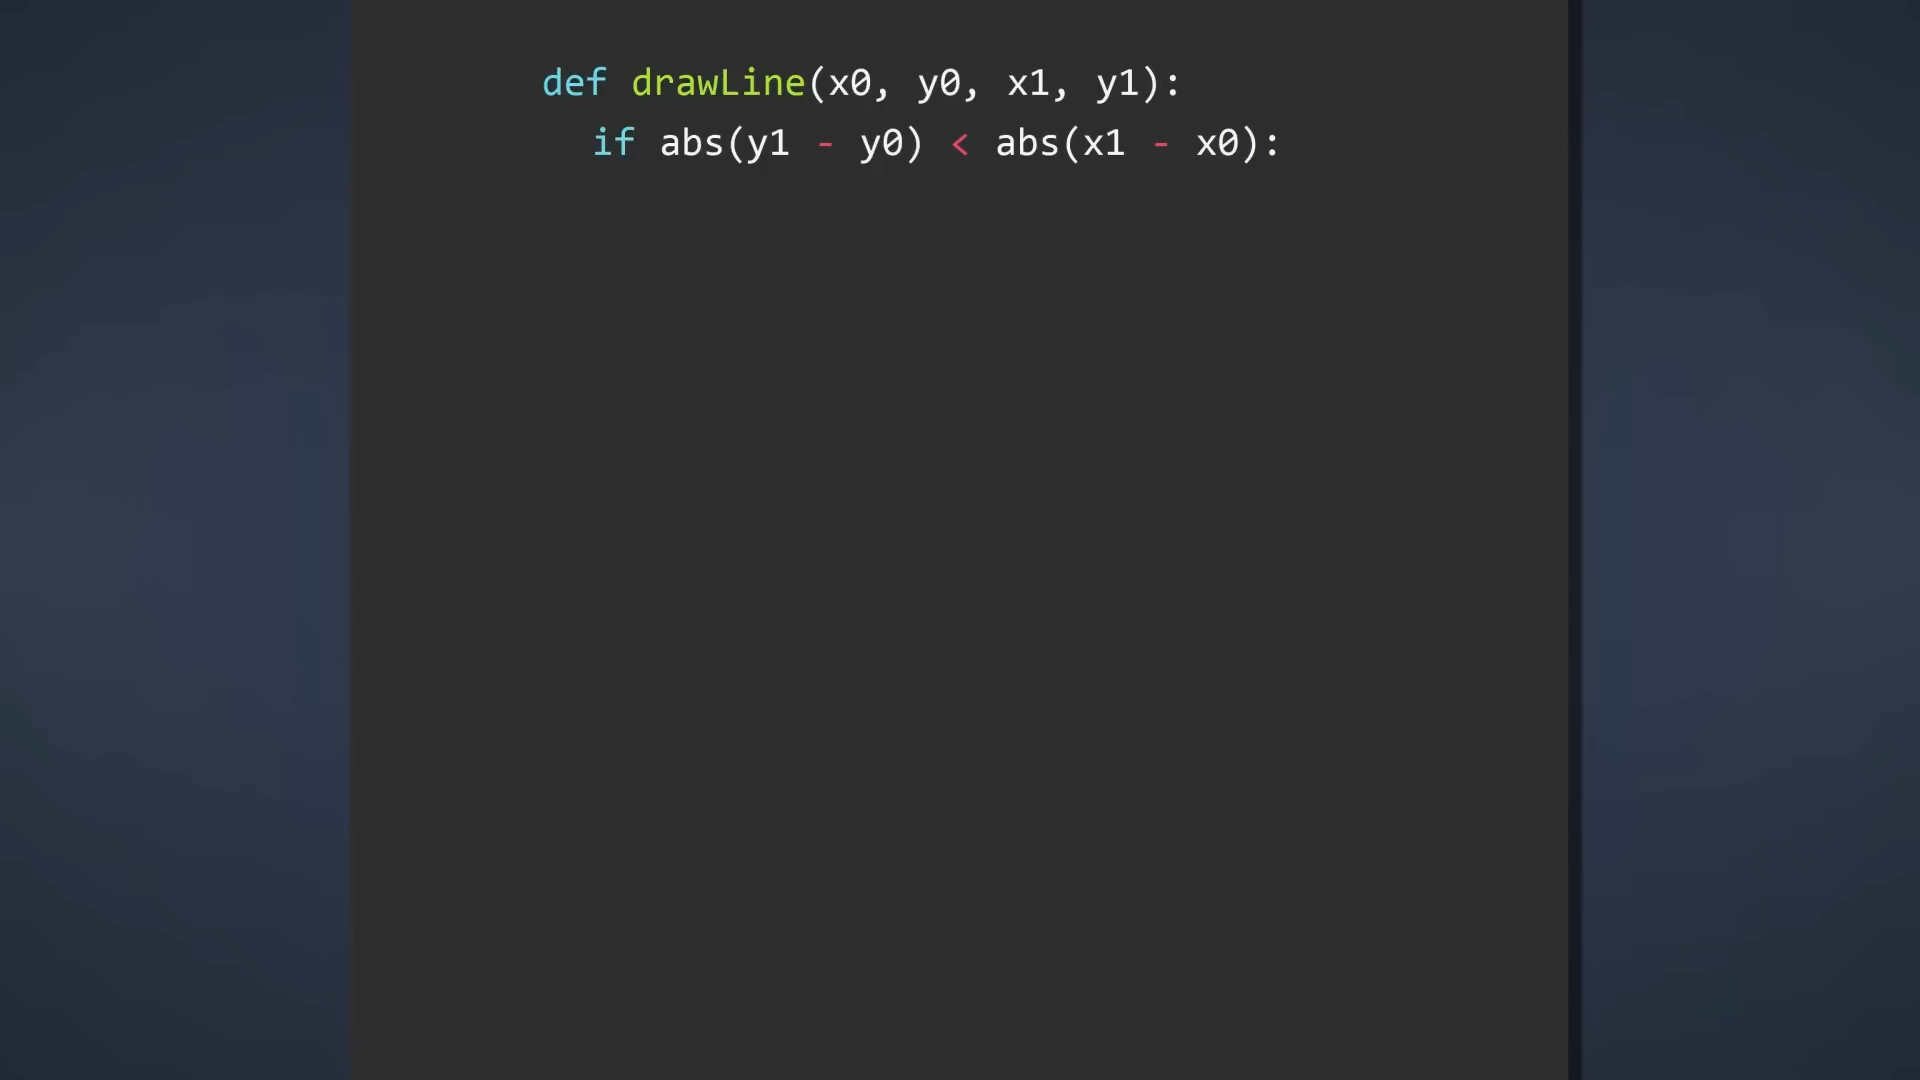 def drawLine(x0, y0, x1, y1):
if abs(y1 - y0) < abs(x1 - x0):